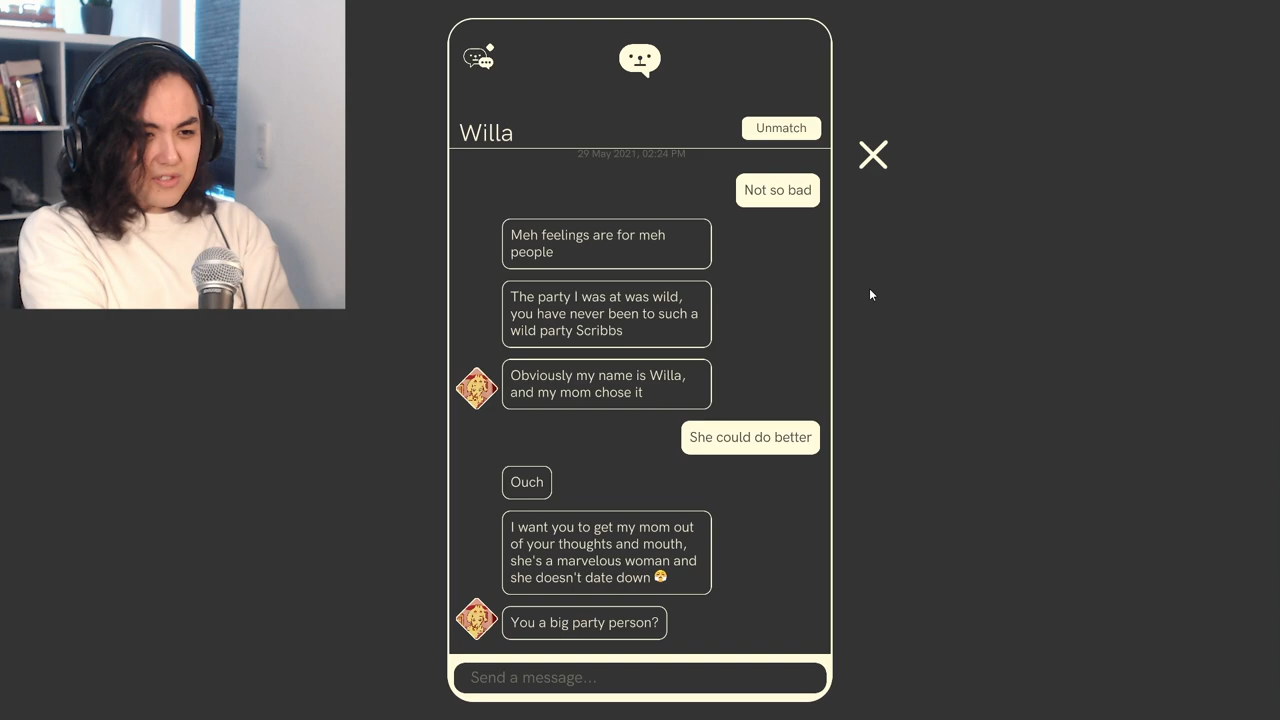 Willa
Unmatch
29 May 2021, 02:24 PM
Not so bad
Meh feelings are for meh
people
The party I was at was wild,
you have never been to such a
wild party Scribbs
Obviously my name is Willa,
and my mom chose it
She could do better
Ouch
I want you to get my mom out
of your thoughts and mouth,
she's a marvelous woman and
she doesn't date down 😤
You a big party person?
Send a message...